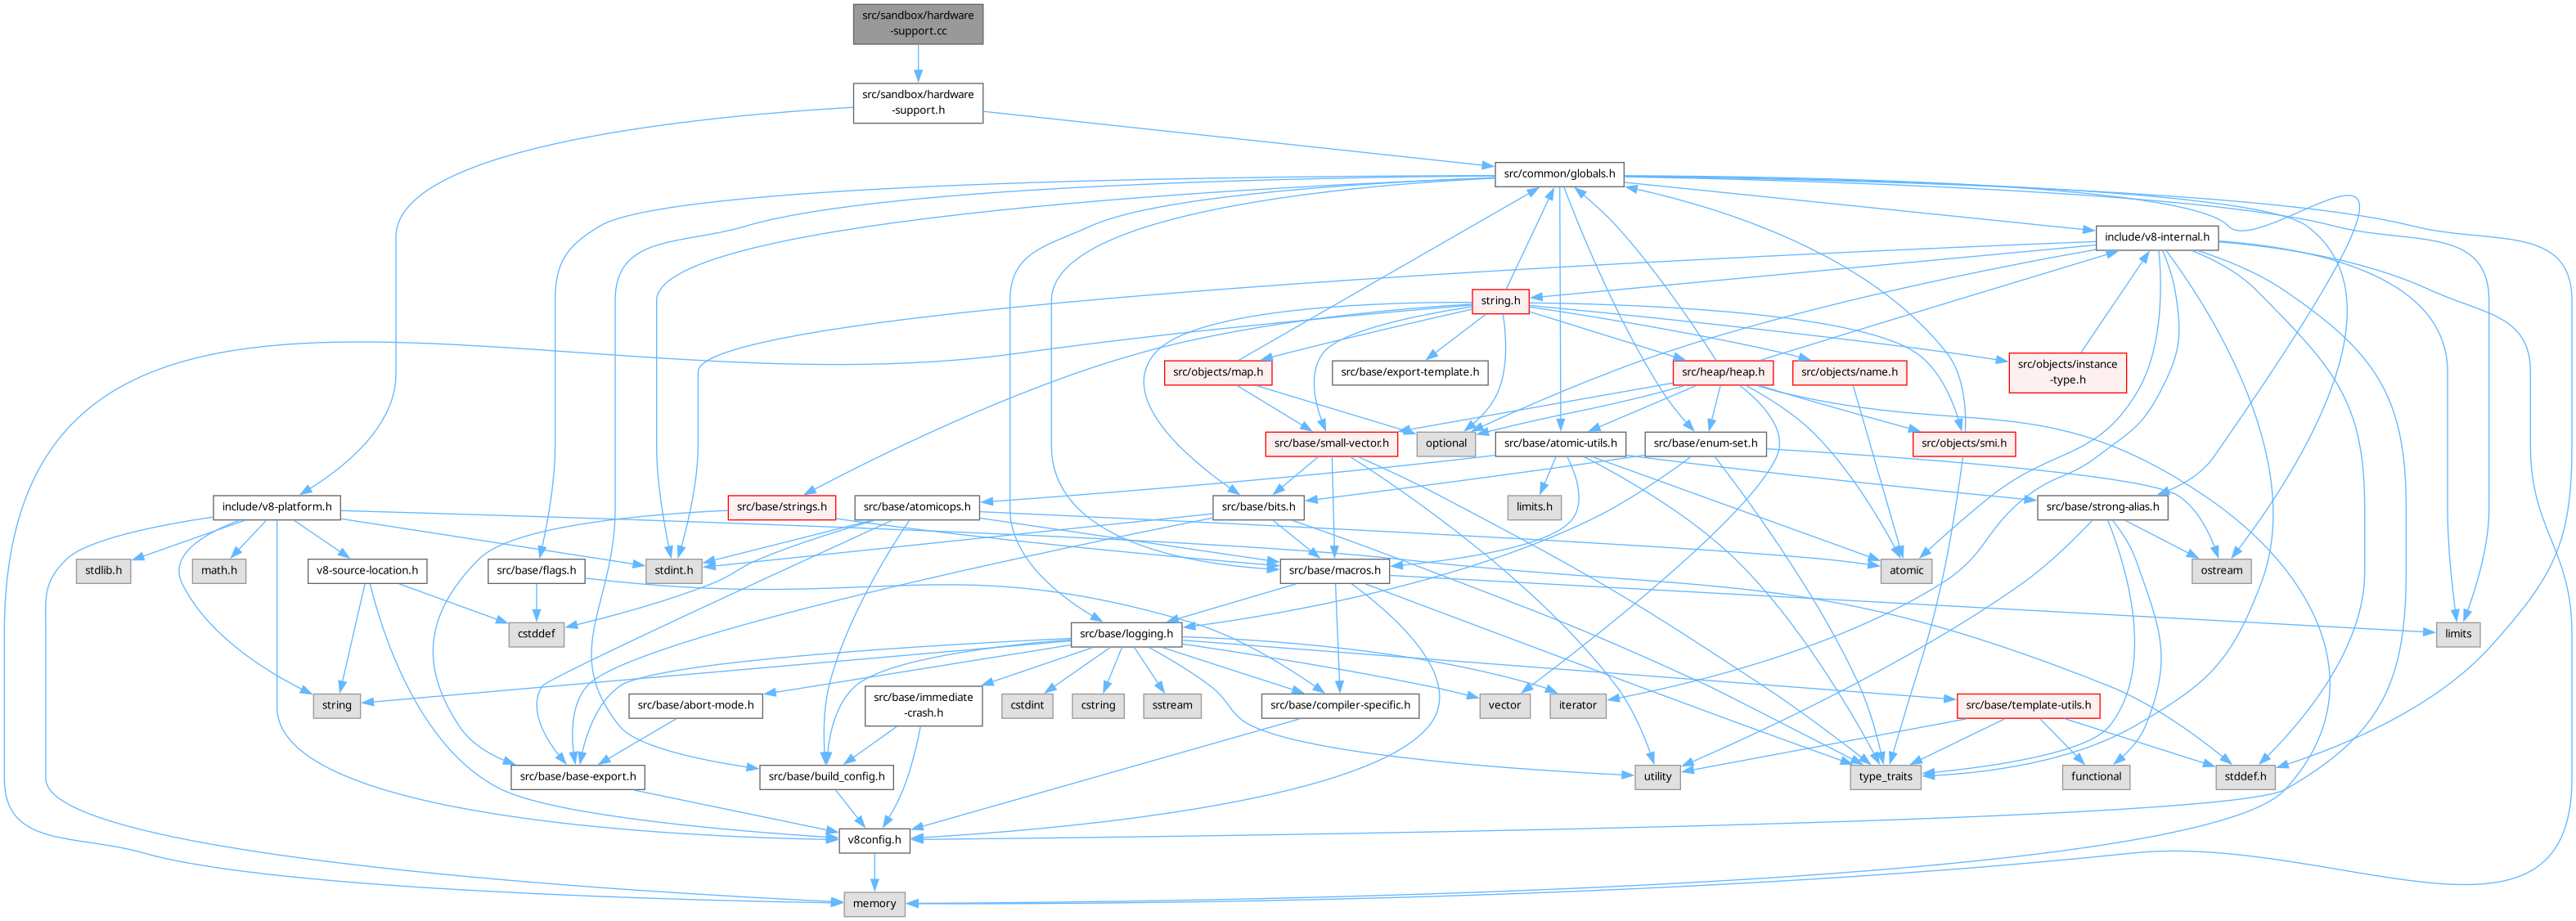 src/sandbox/hardware
-support.cc
src/sandbox/hardware
-support.h
src/common/globals.h
include/v8-internal.h
string.h
src/objects/map.h
src/base/export-template.h
src/heap/heap.h
src/objects/name.h
src/objects/instance
-type.h
src/base/small-vector.h
optional
src/base/atomic-utils.h
src/base/enum-set.h
src/objects/smi.h
include/v8-platform.h
src/base/strings.h
src/base/atomicops.h
src/base/bits.h
limits.h
src/base/strong-alias.h
stdlib.h
math.h
v8-source-location.h
src/base/flags.h
stdint.h
src/base/macros.h
atomic
ostream
cstddef
src/base/logging.h
limits
string
src/base/abort-mode.h
src/base/immediate
-crash.h
cstdint
cstring
sstream
src/base/compiler-specific.h
vector
iterator
src/base/template-utils.h
src/base/base-export.h
src/base/build_config.h
utility
type_traits
functional
stddef.h
v8config.h
memory